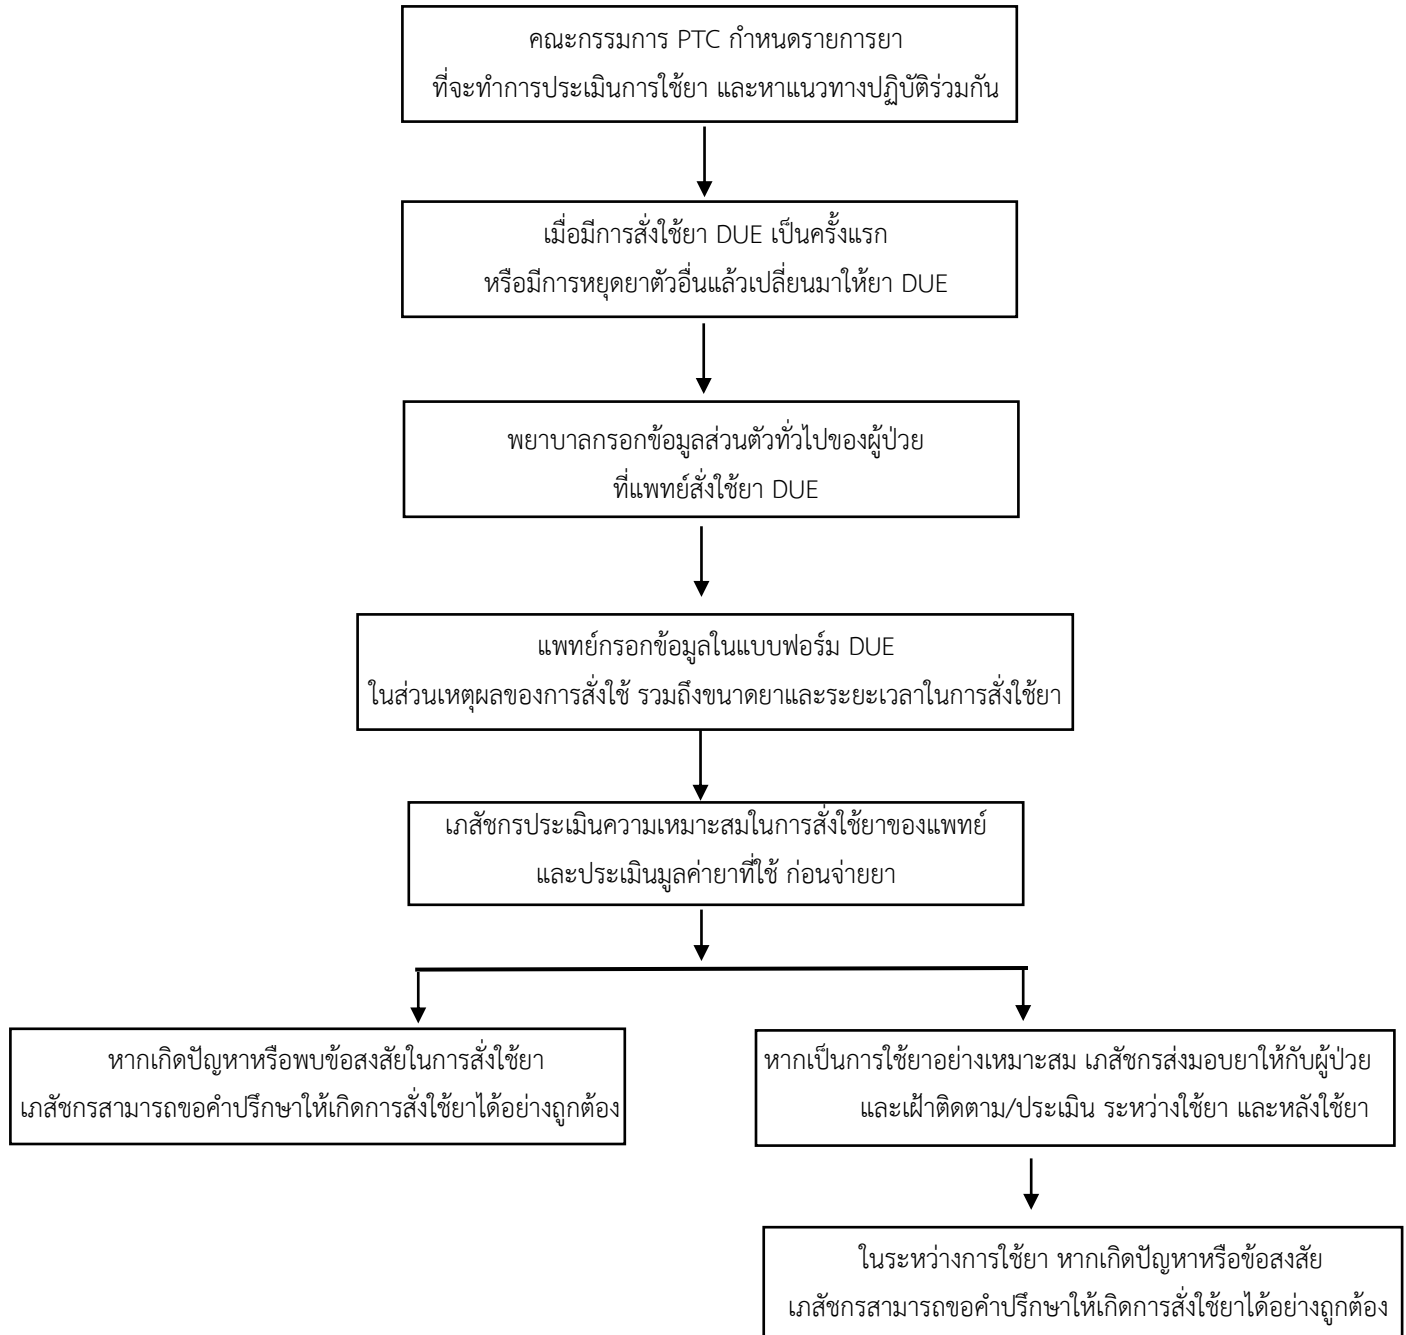 คณะกรรมการ PTC กำหนดรายการยา
ที่จะทำการประเมินการใช้ยา และหาแนวทางปฏิบัติร่วมกัน
เมื่อมีการสั่งใช้ยา DUE เป็นครั้งแรก
หรือมีการหยุดยาตัวอื่นแล้วเปลี่ยนมาให้ยา DUE
พยาบาลกรอกข้อมูลส่วนตัวทั่วไปของผู้ป่วย
ที่แพทย์สั่งใช้ยา DUE
แพทย์กรอกข้อมูลในแบบฟอร์ม DUE
ในส่วนเหตุผลของการสั่งใช้ รวมถึงขนาดยาและระยะเวลาในการสั่งใช้ยา
เภสัชกรประเมินความเหมาะสมในการสั่งใช้ยาของแพทย์
และประเมินมูลค่ายาที่ใช้ ก่อนจ่ายยา
หากเกิดปัญหาหรือพบข้อสงสัยในการสั่งใช้ยา
เภสัชกรสามารถขอคำปรึกษาให้เกิดการสั่งใช้ยาได้อย่างถูกต้อง
หากเป็นการใช้ยาอย่างเหมาะสม เภสัชกรส่งมอบยาให้กับผู้ป่วย
และเฝ้าติดตาม/ประเมิน ระหว่างใช้ยา และหลังใช้ยา
ในระหว่างการใช้ยา หากเกิดปัญหาหรือข้อสงสัย
เภสัชกรสามารถขอคำปรึกษาให้เกิดการสั่งใช้ยาได้อย่างถูกต้อง